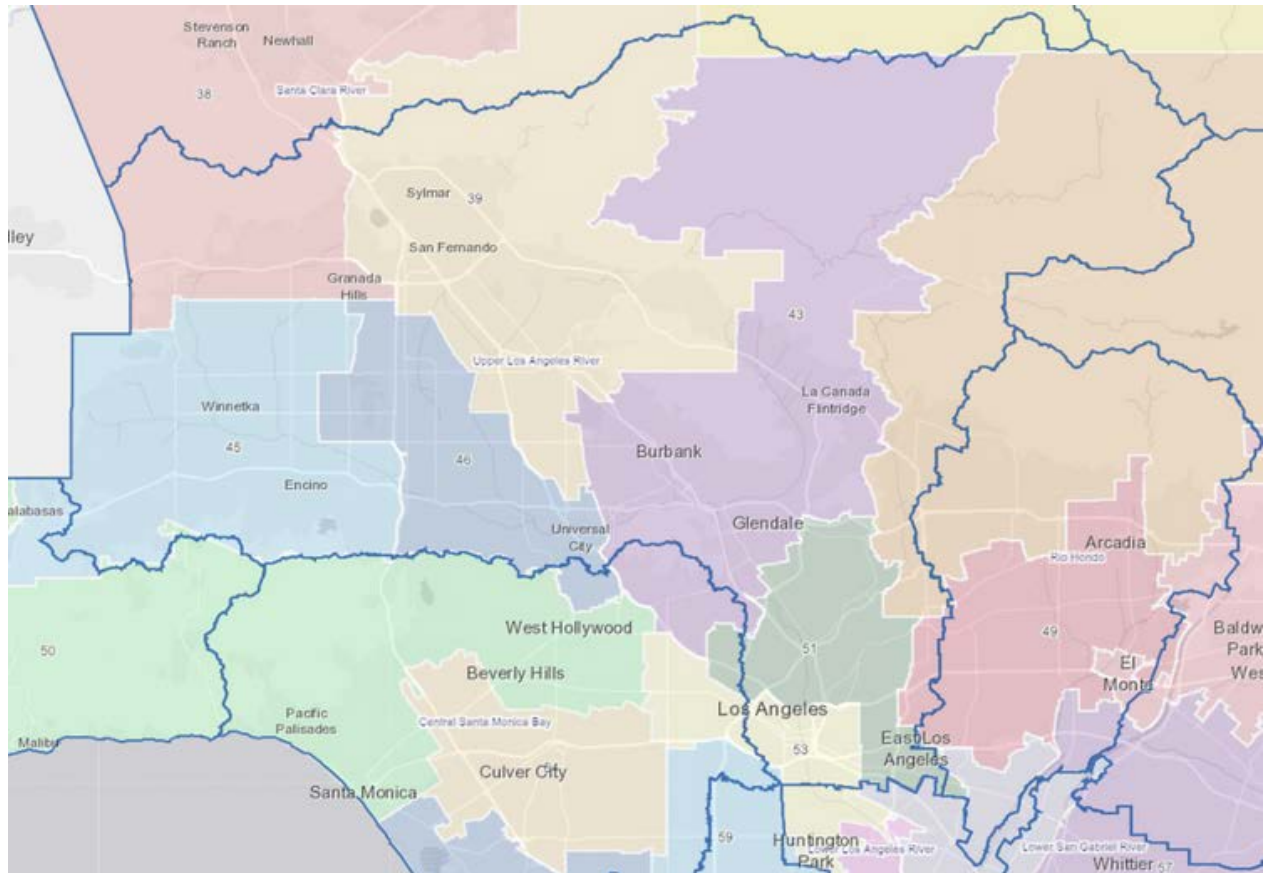 Stevenson
Ranch
Newhall
38
Santa Clara River
lley
Sylmar
39
San Fernando
Granada
Hills
43
Upper Los Angeles River
La Canada
Flintridge
Winnetka
45
46
Burbank
Encino
alabasas
Universal
City
Glendale
Arcadia
Rio Hondo
West Hollywood
50
Beverly Hills
51
49
Baldw
Park
Wes
El
Monte
Pacific
Palisades
Central Santa Monica Bay
Los Angeles
Malibu
East Los
Angeles
53
Culver City
Santa Monica
59
Huntington
Park
Lower Los Angeles River
Lower San Gabriel River
Whittier
57